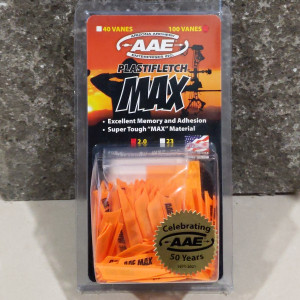 40 VANES 100 VANES
ARIZONA ARCHERY
AAE
ENTERPRISES INC.
PLASTIFLETCH
MAX
• Excellent Memory and Adhesion
• Super Tough "MAX" Material
2.0 23
MAX
Celebrating
AAE
50 Years